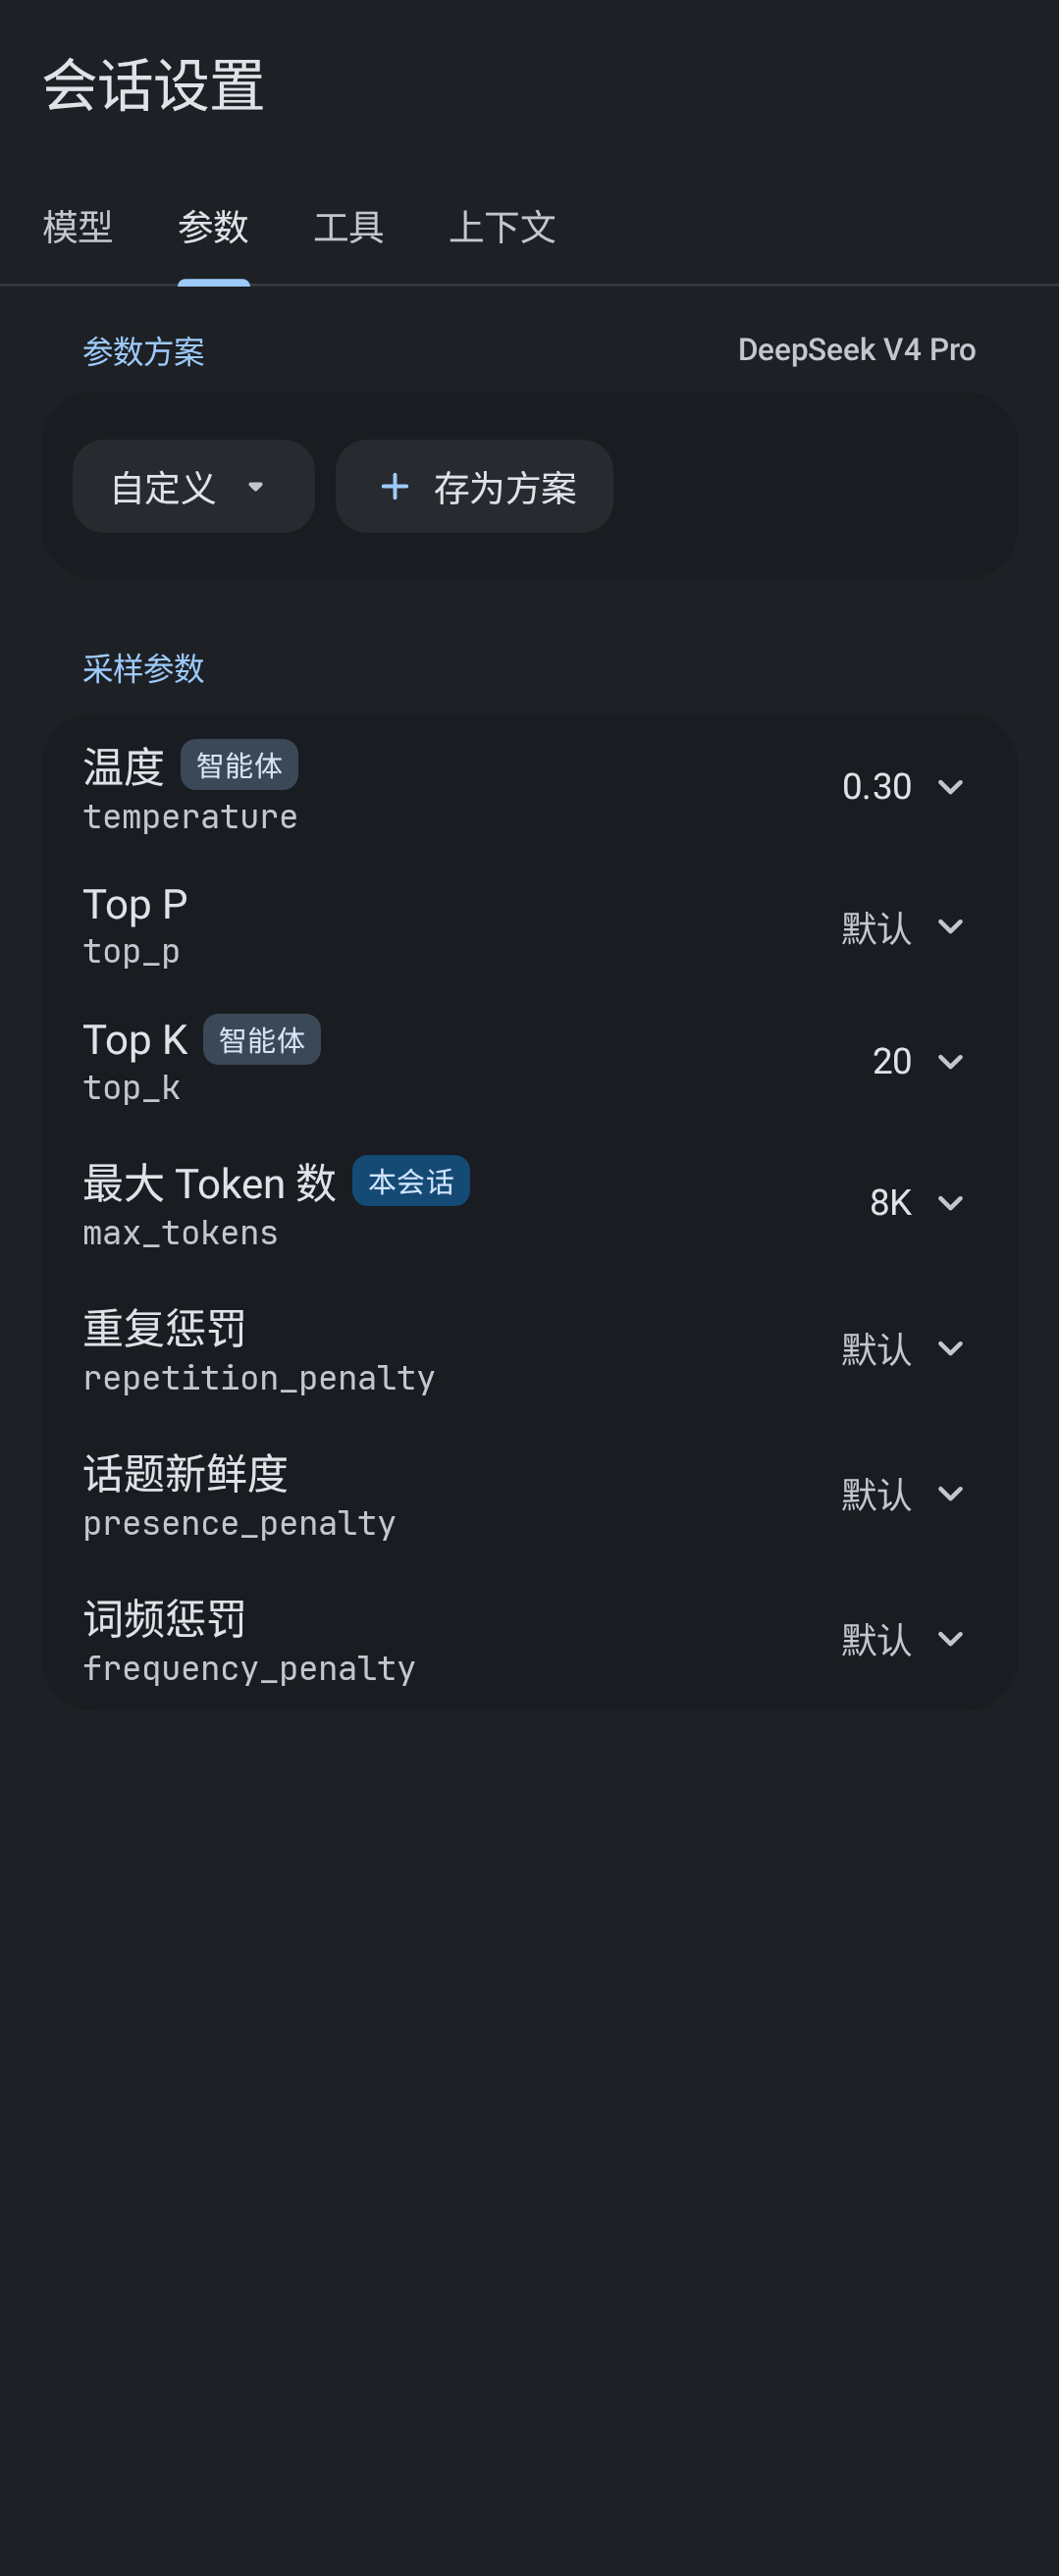 会话设置
模型 参数 工具 上下文
参数方案 DeepSeek V4 Pro
自定义 存为方案
采样参数
温度 智能体
temperature
0.30
Top P
top_p
默认
Top K 智能体
top_k
20
最大 Token 数 本会话
max_tokens
8K
重复惩罚
repetition_penalty
默认
话题新鲜度
presence_penalty
默认
词频惩罚
frequency_penalty
默认